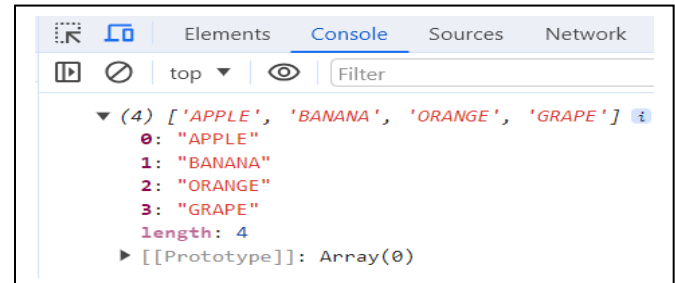 Elements Console Sources Network
top ▼ Filter
▼ (4) ['APPLE', 'BANANA', 'ORANGE', 'GRAPE'] i
0: "APPLE"
1: "BANANA"
2: "ORANGE"
3: "GRAPE"
length: 4
▶ [[Prototype]]: Array(0)